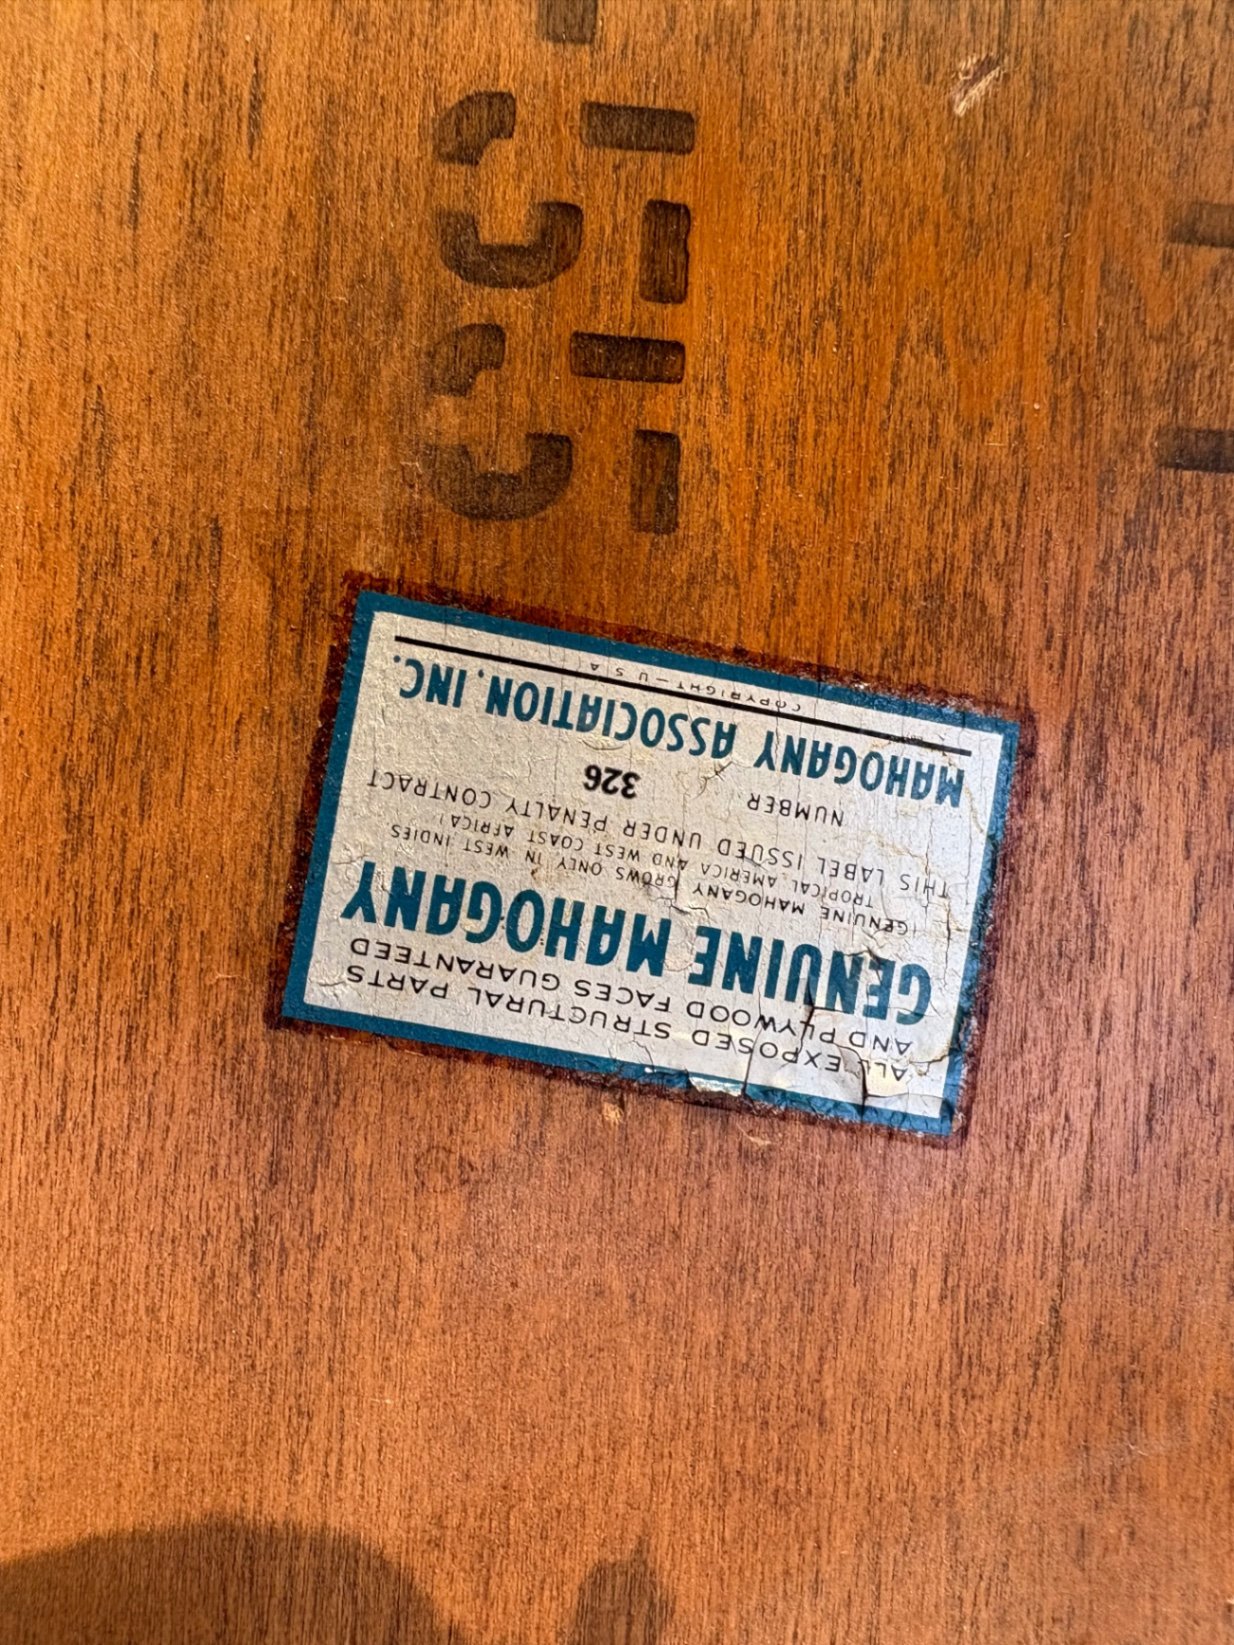 ALL EXPOSED STRUCTURAL PARTS
AND PLYWOOD FACES GUARANTEED
GENUINE MAHOGANY
(GENUINE MAHOGANY GROWS ONLY IN WEST INDIES
TROPICAL AMERICA AND WEST COAST AFRICA)
THIS LABEL ISSUED UNDER PENALTY CONTRACT
NUMBER 326
MAHOGANY ASSOCIATION, INC.
COPYRIGHT — U S A
55